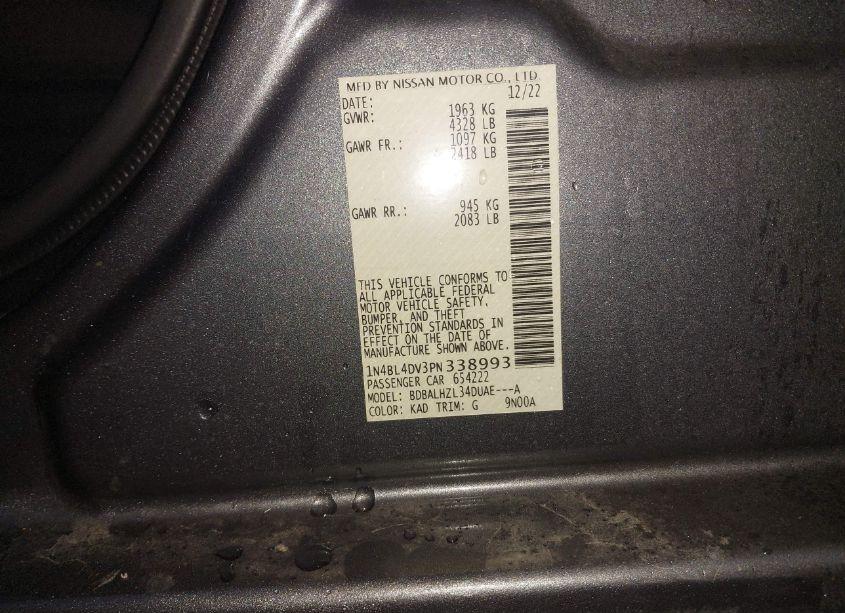 MFD BY NISSAN MOTOR CO., LTD.
DATE: 12/22
GVWR: 1963 KG
4328 LB
GAWR FR.: 1097 KG
2418 LB
GAWR RR.: 945 KG
2083 LB
THIS VEHICLE CONFORMS TO
ALL APPLICABLE FEDERAL
MOTOR VEHICLE SAFETY,
BUMPER, AND THEFT
PREVENTION STANDARDS IN
EFFECT ON THE DATE OF
MANUFACTURE SHOWN ABOVE.
1N4BL4DV3PN338993
PASSENGER CAR 654222
MODEL: BDBALHZL34DUAE---A
COLOR: KAD TRIM: G 9N00A